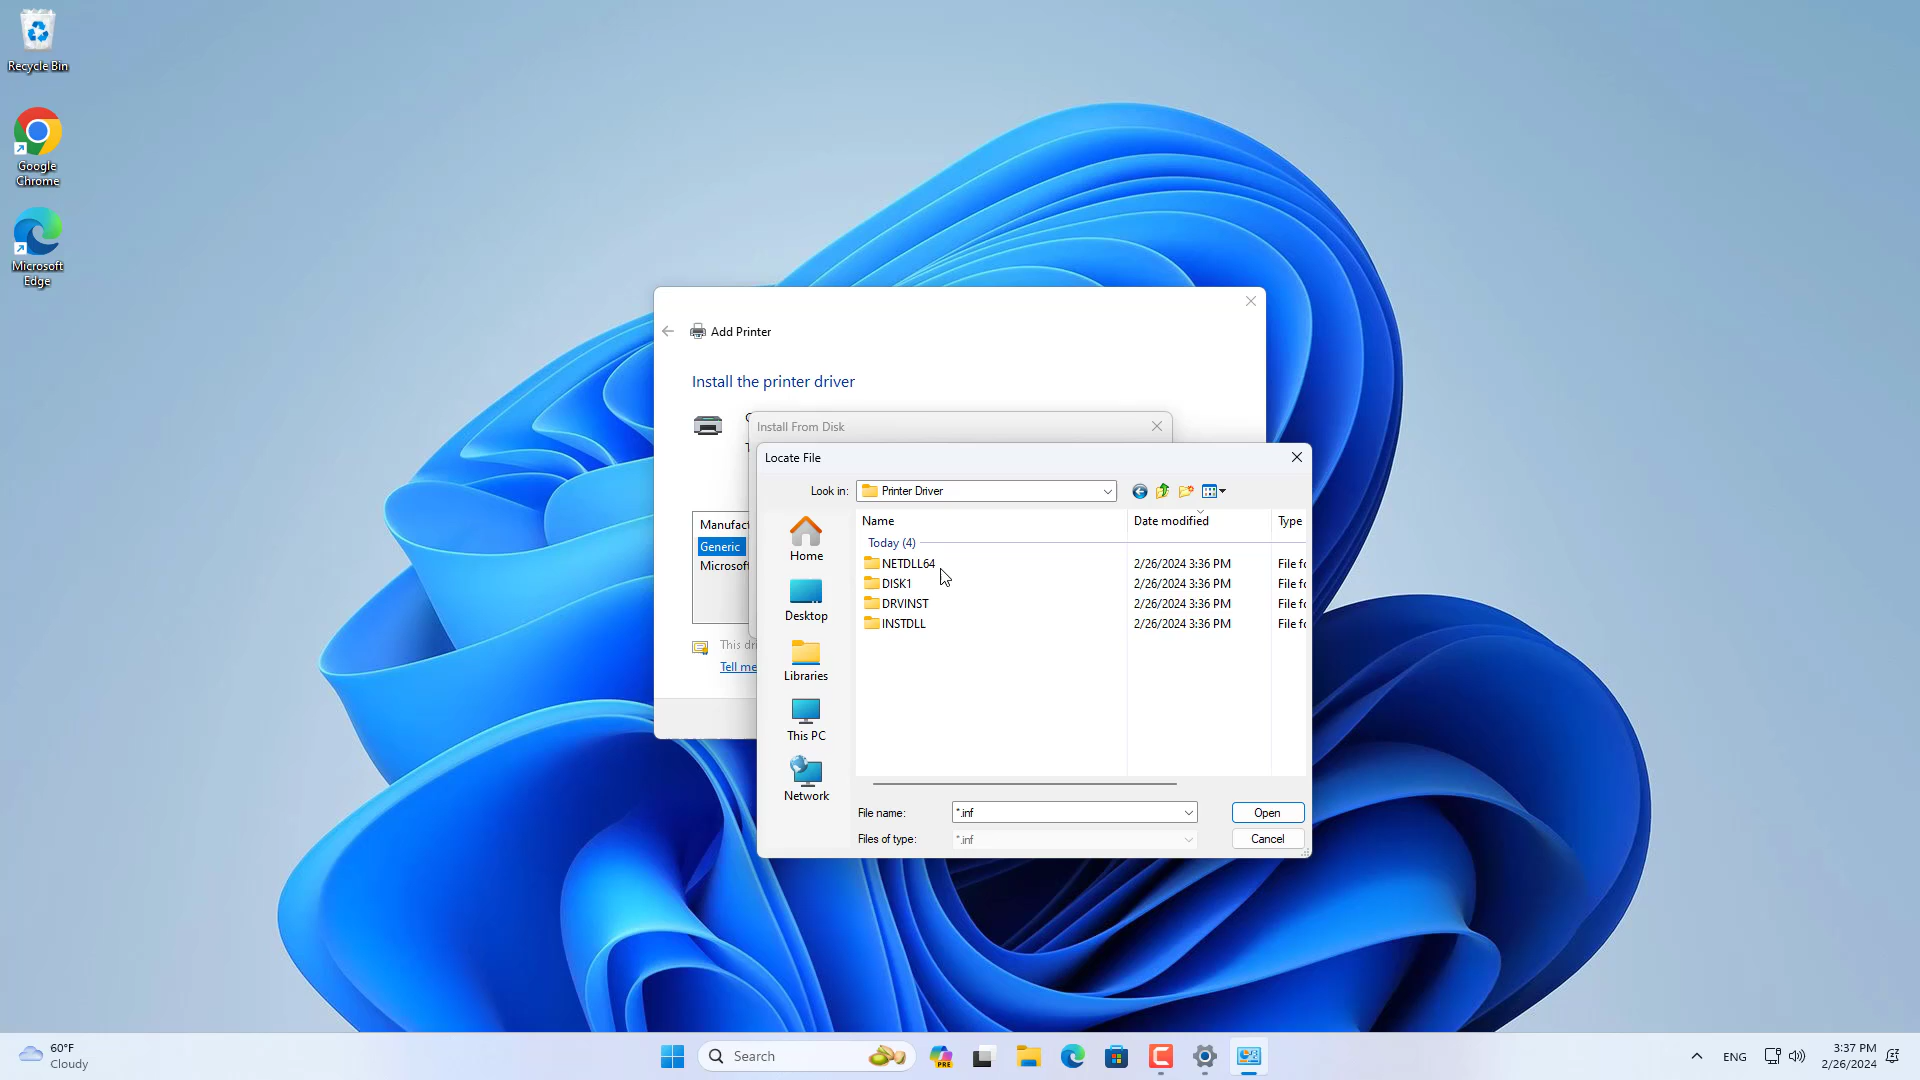 Recycle Bin
Google
Chrome
Microsoft
Edge
Add Printer
Install the printer driver
Install From Disk
Locate File
Look in:
Printer Driver
Manufact
Generic
Microsoft
This dri
Tell me
Home
Desktop
Libraries
This PC
Network
Name
Date modified
Type
Today (4)
NETDLL64 2/26/2024 3:36 PM File fo
DISK1 2/26/2024 3:36 PM File fo
DRVINST 2/26/2024 3:36 PM File fo
INSTDLL 2/26/2024 3:36 PM File fo
File name: *.inf
Open
Files of type: *.inf
Cancel
60°F
Cloudy
Search
PRE
ENG
3:37 PM
2/26/2024